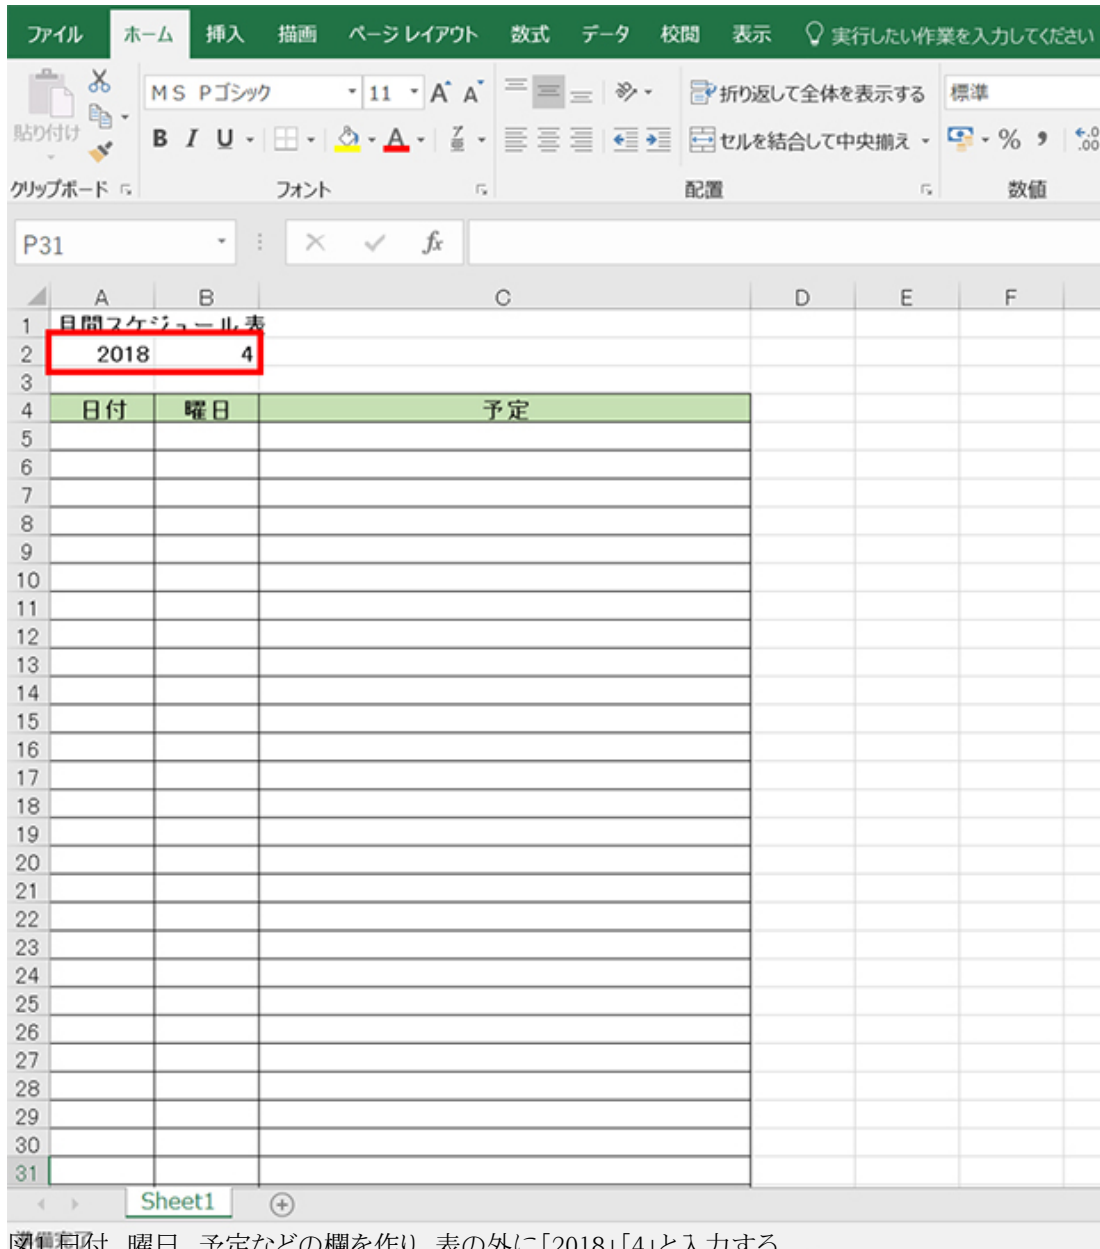 ファイル ホーム 挿入 描画 ページ レイアウト 数式 データ 校閲 表示 実行したい作業を入力してください
貼り付け MS Pゴシック 11 A A 折り返して全体を表示する 標準
B I U A セルを結合して中央揃え % .00
クリップボード フォント 配置 数値
P31 fx
A B C D E F
1 月間スケジュール表
2 2018 4
3
4 日付 曜日 予定
5
6
7
8
9
10
11
12
13
14
15
16
17
18
19
20
21
22
23
24
25
26
27
28
29
30
31
Sheet1
図1 日付、曜日、予定などの欄を作り、表の外に「2018」「4」と入力する